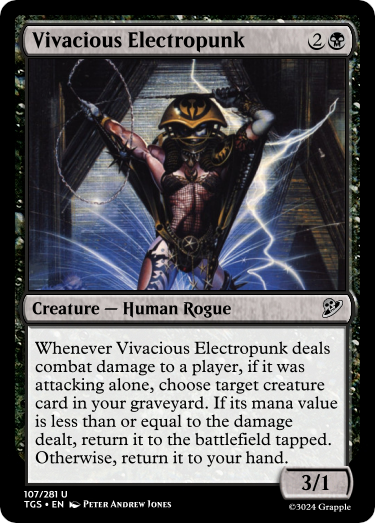 Vivacious Electropunk 2
Creature — Human Rogue
Whenever Vivacious Electropunk deals
combat damage to a player, if it was
attacking alone, choose target creature
card in your graveyard. If its mana value
is less than or equal to the damage
dealt, return it to the battlefield tapped.
Otherwise, return it to your hand.
3/1
107/281 U
TGS • EN Peter Andrew Jones
©3024 Grapple